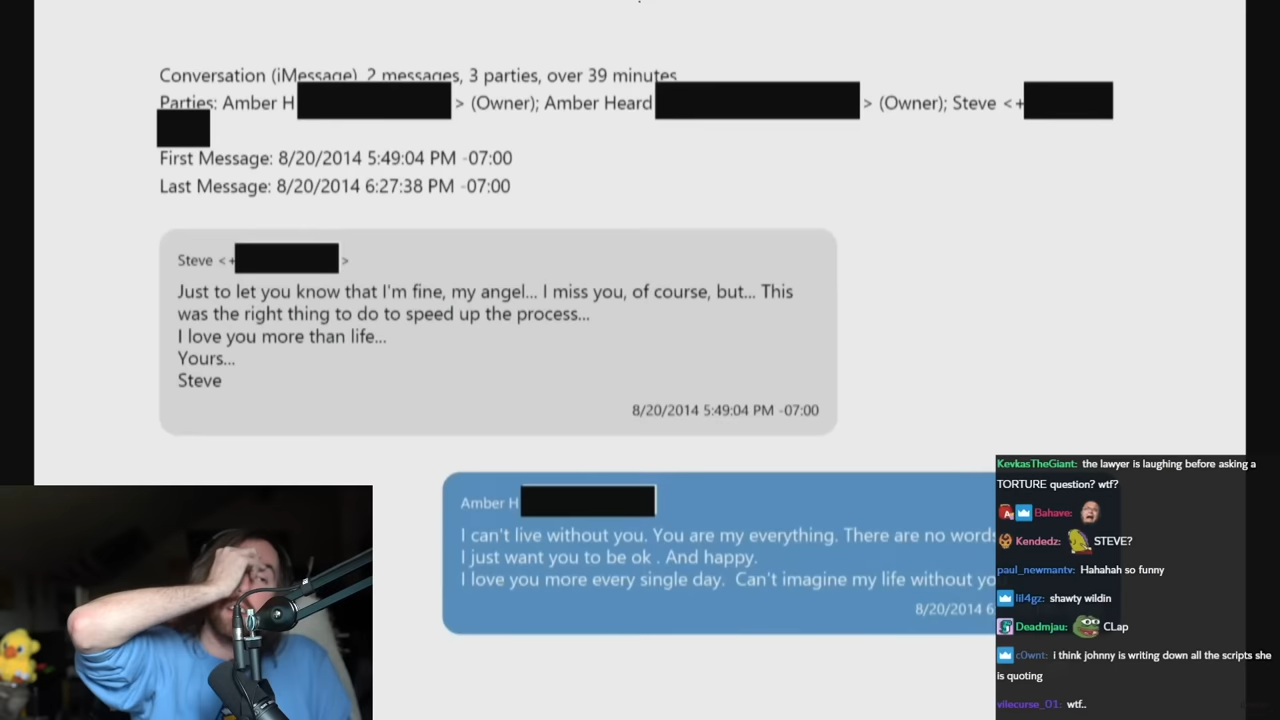 Conversation (iMessage), 2 messages, 3 parties, over 39 minutes
Parties: Amber H > (Owner); Amber Heard > (Owner); Steve <+
First Message: 8/20/2014 5:49:04 PM -07:00
Last Message: 8/20/2014 6:27:38 PM -07:00
Steve <+ >
Just to let you know that I'm fine, my angel... I miss you, of course, but... This
was the right thing to do to speed up the process...
I love you more than life...
Yours...
Steve
8/20/2014 5:49:04 PM -07:00
Amber H
I can't live without you. You are my everything. There are no words
I just want you to be ok . And happy.
I love you more every single day.  Can't imagine my life without yo
8/20/2014 6
KevkasTheGiant: the lawyer is laughing before asking a
TORTURE question? wtf?
Bahave:
Kendedz: STEVE?
paul_newmantv: Hahahah so funny
lil4gz: shawty wildin
Deadmjau: CLap
cOwnt: i think johnny is writing down all the scripts she
is quoting
vilecurse_01: wtf..